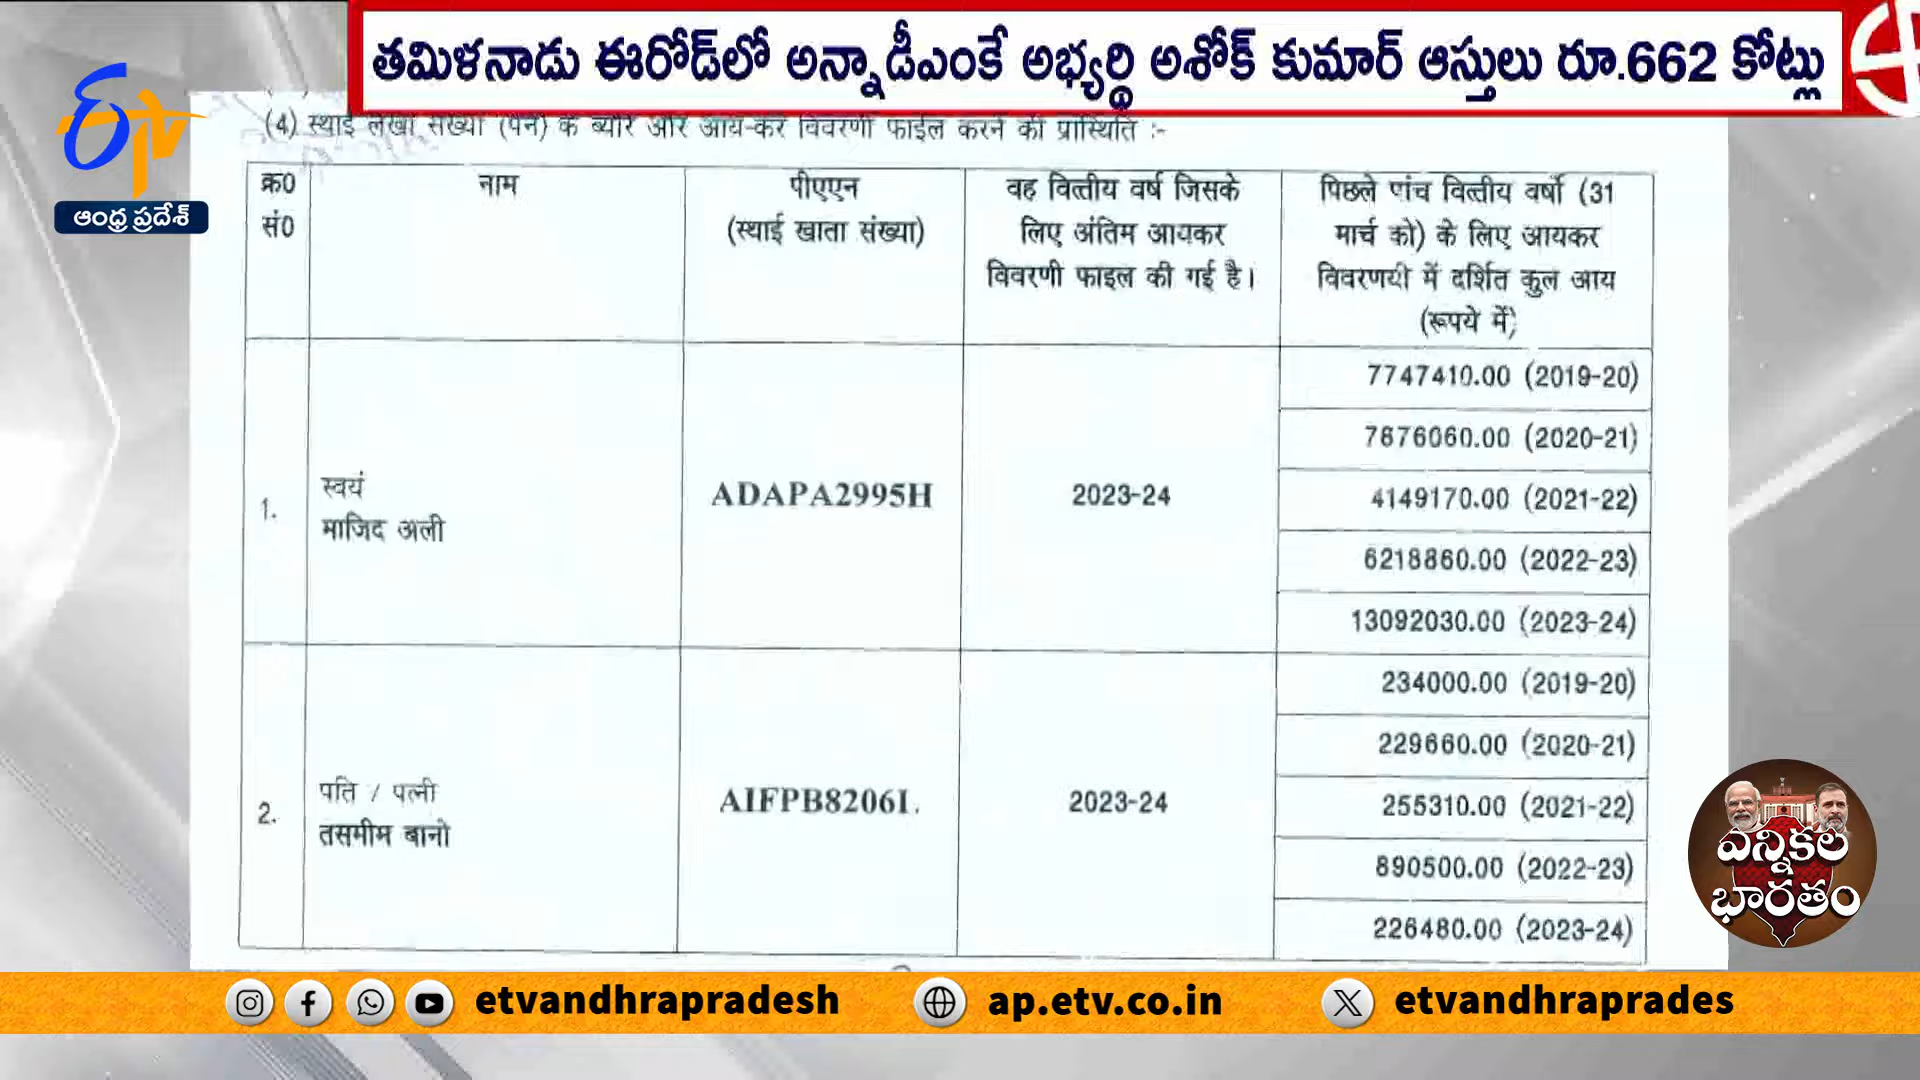 తమిళనాడు ఈరోడ్‌లో అన్నాడీఎంకే అభ్యర్థి అశోక్ కుమార్ ఆస్తులు రూ.662 కోట్లు
ETV
ఆంధ్ర ప్రదేశ్
(4) स्थाई लेखा संख्या (पैन) के ब्यौरे और आय-कर विवरणी फाईल करने की प्रास्थिति :-
क्र0 सं0
नाम
पीएएन
(स्थाई खाता संख्या)
वह वित्तीय वर्ष जिसके
लिए अंतिम आयकर
विवरणी फाइल की गई है।
पिछले पांच वित्तीय वर्षो (31
मार्च को) के लिए आयकर
विवरणयी में दर्शित कुल आय
(रूपये में)
1.
स्वयं
माजिद अली
ADAPA2995H
2023-24
7747410.00 (2019-20)
7876060.00 (2020-21)
4149170.00 (2021-22)
6218860.00 (2022-23)
13092030.00 (2023-24)
2.
पति / पत्नी
तसमीम बानो
AIFPB8206L
2023-24
234000.00 (2019-20)
229660.00 (2020-21)
255310.00 (2021-22)
890500.00 (2022-23)
226480.00 (2023-24)
ఎన్నికల
భారతం
etvandhrapradesh
ap.etv.co.in
etvandhraprades